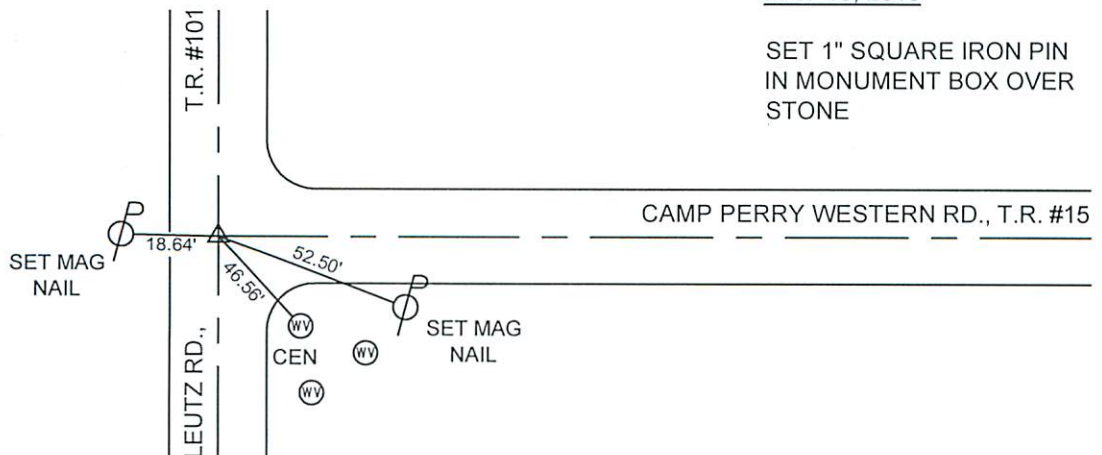 SET 1" SQUARE IRON PIN
IN MONUMENT BOX OVER
STONE
T.R. #101
CAMP PERRY WESTERN RD., T.R. #15
18.64'
SET MAG
NAIL
52.50'
46.56'
SET MAG
NAIL
WV
CEN
WV
WV
LEUTZ RD.,